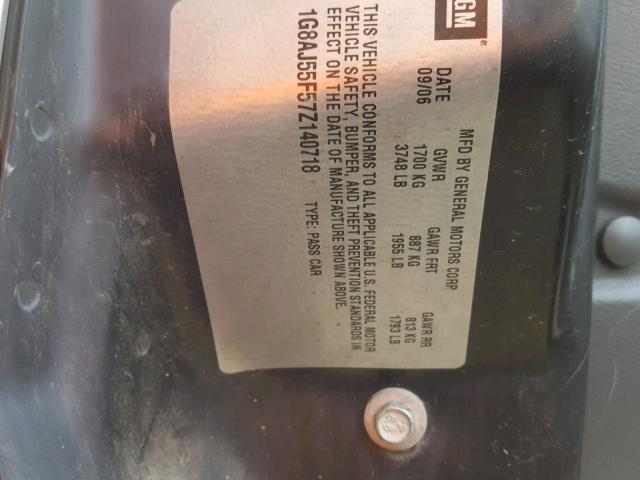 GM ®
MFD BY GENERAL MOTORS CORP
DATE GVWR GAWR FRT GAWR RR
09/06 1700 KG 887 KG 813 KG
3748 LB 1955 LB 1793 LB
THIS VEHICLE CONFORMS TO ALL APPLICABLE U.S. FEDERAL MOTOR
VEHICLE SAFETY, BUMPER, AND THEFT PREVENTION STANDARDS IN
EFFECT ON THE DATE OF MANUFACTURE SHOWN ABOVE.
1G8AJ55F57Z140718 TYPE: PASS CAR
8.8